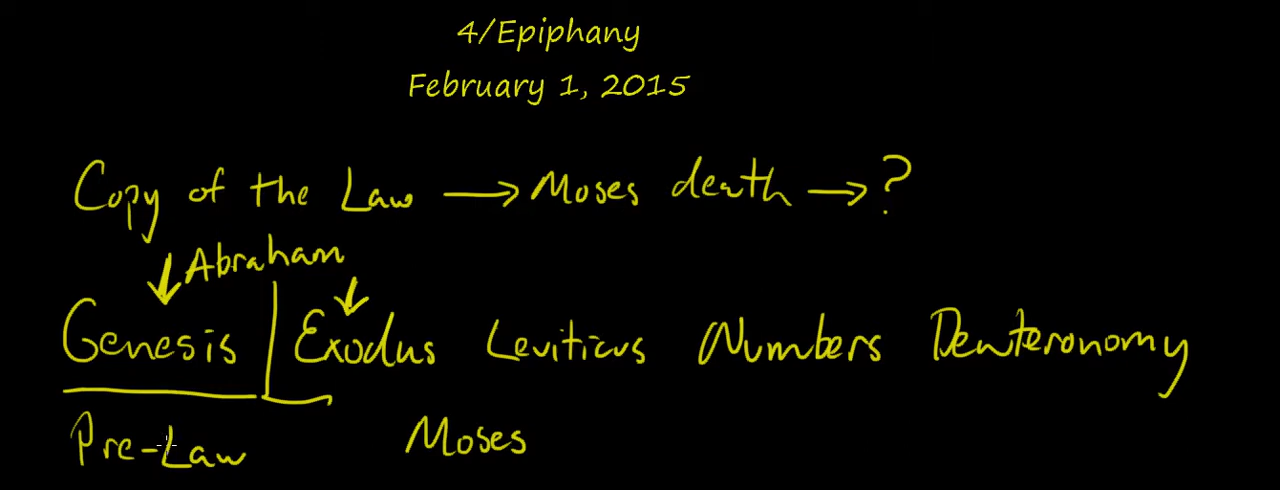 4/Epiphany
February 1, 2015
Copy of the Law → Moses death → ?
↓ Abraham ↓
Genesis | Exodus Leviticus Numbers Deuteronomy
Pre-Law Moses